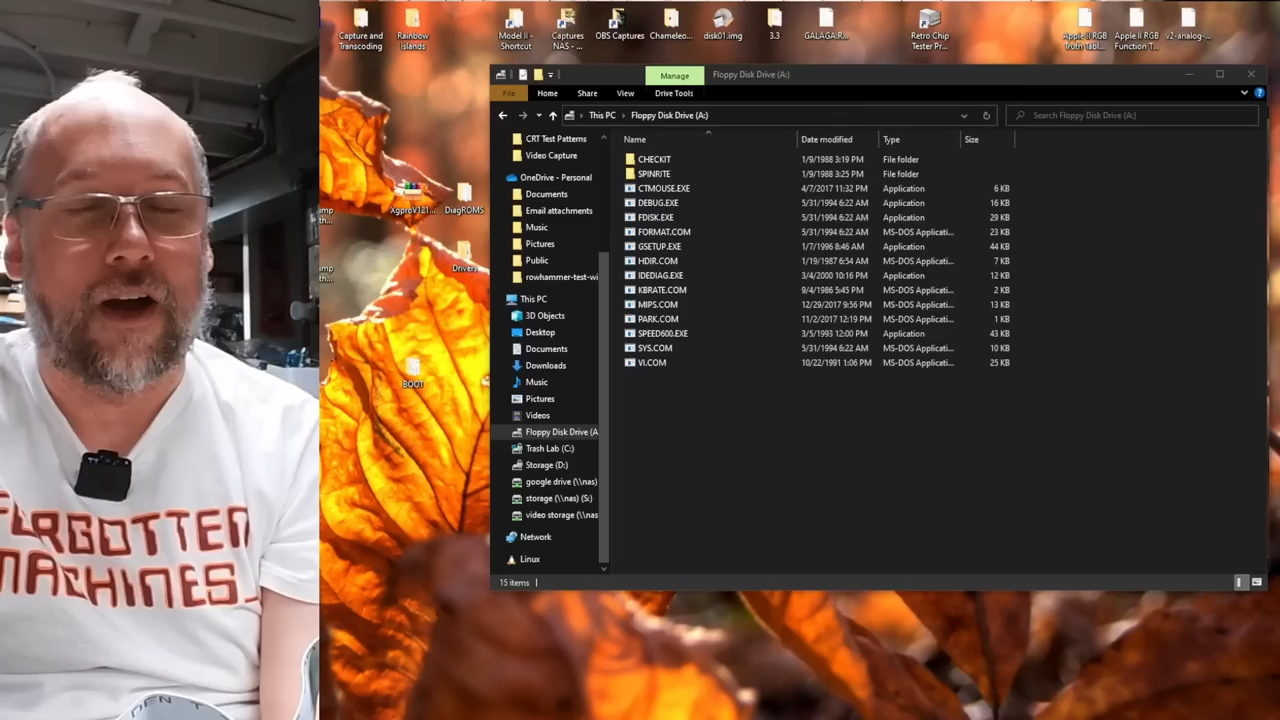 Capture and
Transcoding
Rainbow
Islands
Model II -
Shortcut
Captures
NAS - ...
OBS Captures
Chameleo...
disk01.img
3.3
GALAGA.R...
Retro Chip
Tester Pr...
Apple II RGB
Truth Tabl...
Apple II RGB
Function T...
v2-analog-...
XgproV121...
DiagROMS
Drivers
BOOT
Manage
Floppy Disk Drive (A:)
File
Home
Share
View
Drive Tools
This PC
Floppy Disk Drive (A:)
Search Floppy Disk Drive (A:)
CRT Test Patterns
Video Capture
OneDrive - Personal
Documents
Email attachments
Music
Pictures
Public
rowhammer-test-wi
This PC
3D Objects
Desktop
Documents
Downloads
Music
Pictures
Videos
Floppy Disk Drive (A
Trash Lab (C:)
Storage (D:)
google drive (\\nas)
storage (\\nas) (S:)
video storage (\\nas
Network
Linux
Name Date modified Type Size
CHECKIT 1/9/1988 3:19 PM File folder
SPINRITE 1/9/1988 3:25 PM File folder
CTMOUSE.EXE 4/7/2017 11:32 PM Application 6 KB
DEBUG.EXE 5/31/1994 6:22 AM Application 16 KB
FDISK.EXE 5/31/1994 6:22 AM Application 29 KB
FORMAT.COM 5/31/1994 6:22 AM MS-DOS Applicati... 23 KB
GSETUP.EXE 1/7/1996 8:46 AM Application 44 KB
HDIR.COM 1/19/1987 6:54 AM MS-DOS Applicati... 7 KB
IDEDIAG.EXE 3/4/2000 10:16 PM Application 12 KB
KBRATE.COM 9/4/1986 5:45 PM MS-DOS Applicati... 2 KB
MIPS.COM 12/29/2017 9:56 PM MS-DOS Applicati... 13 KB
PARK.COM 11/2/2017 12:19 PM MS-DOS Applicati... 1 KB
SPEED600.EXE 3/5/1993 12:00 PM Application 43 KB
SYS.COM 5/31/1994 6:22 AM MS-DOS Applicati... 10 KB
VI.COM 10/22/1991 1:06 PM MS-DOS Applicati... 25 KB
15 items
FORGOTTEN
MACHINES_